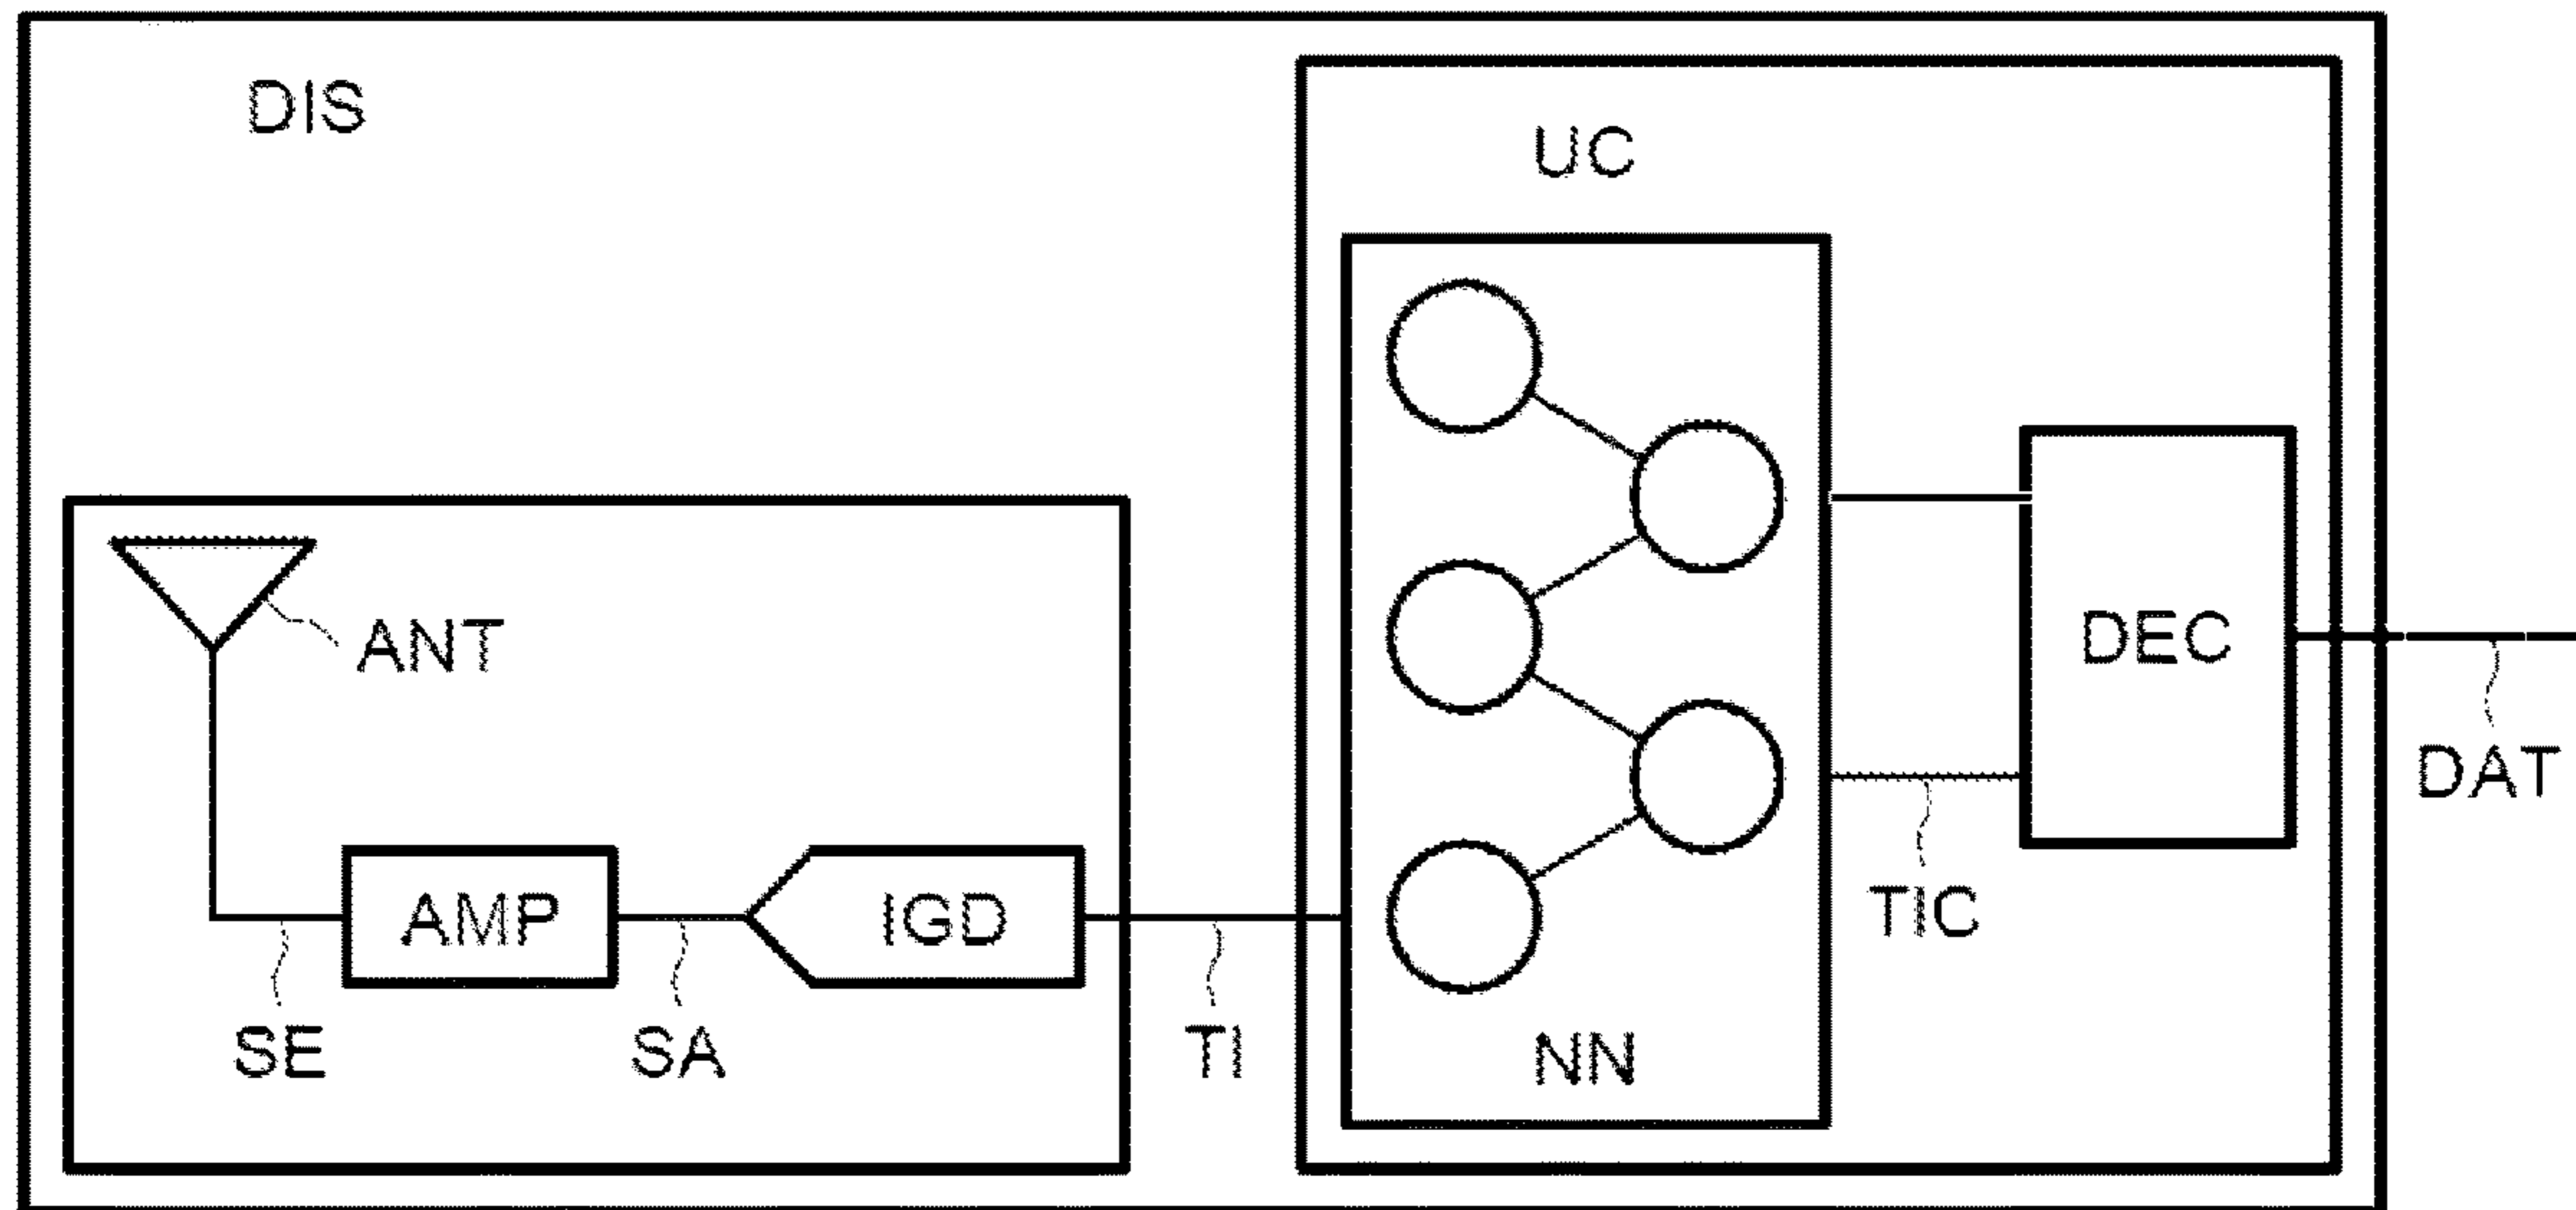 DIS
UC
ANT
DEC
DAT
AMP
IGD
TIC
SE
SA
TI
NN